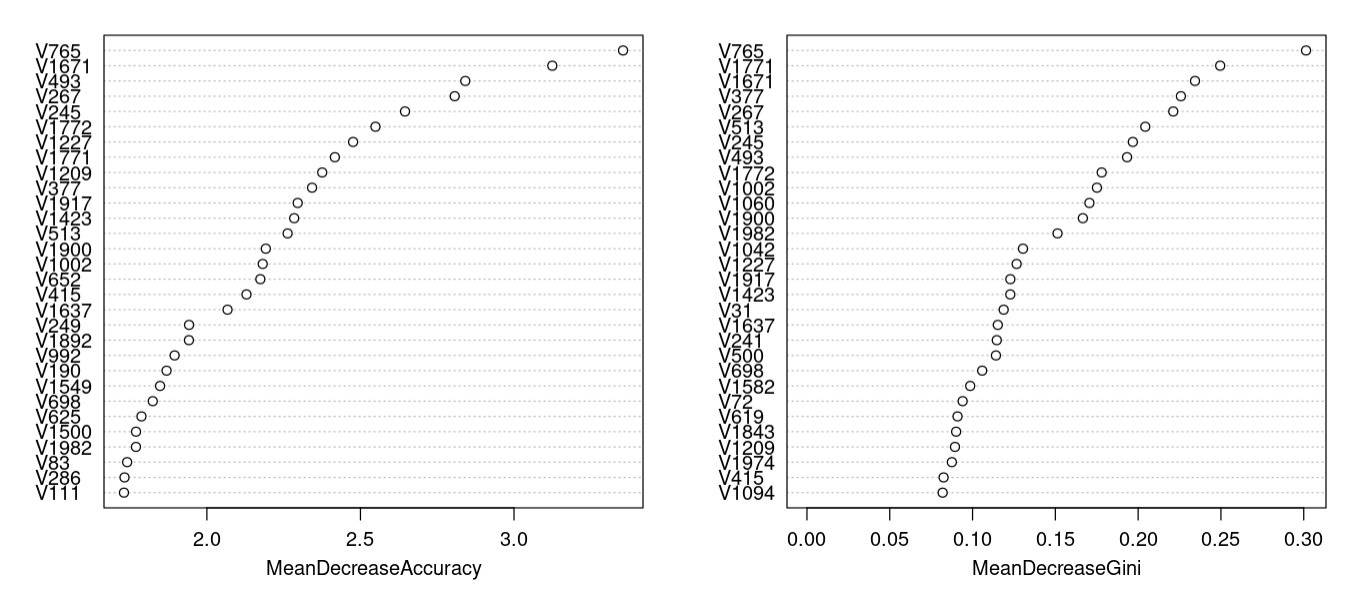 V765
V1671
V493
V267
V245
V1772
V1227
V1771
V1209
V377
V1917
V1423
V513
V1900
V1002
V652
V415
V1637
V249
V1892
V992
V190
V1549
V698
V625
V1500
V1982
V83
V286
V111
2.0 2.5 3.0
MeanDecreaseAccuracy
V765
V1771
V1671
V377
V267
V513
V245
V493
V1772
V1002
V1060
V1900
V1982
V1042
V1227
V1917
V1423
V31
V1637
V241
V500
V698
V1582
V72
V619
V1843
V1209
V1974
V415
V1094
0.00 0.05 0.10 0.15 0.20 0.25 0.30
MeanDecreaseGini